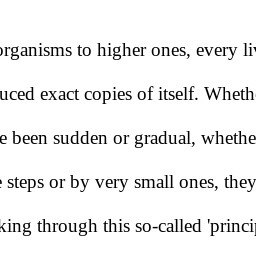 organisms to higher ones, every liv
uced exact copies of itself. Wheth
e been sudden or gradual, whethe
steps or by very small ones, they
king through this so-called 'princip